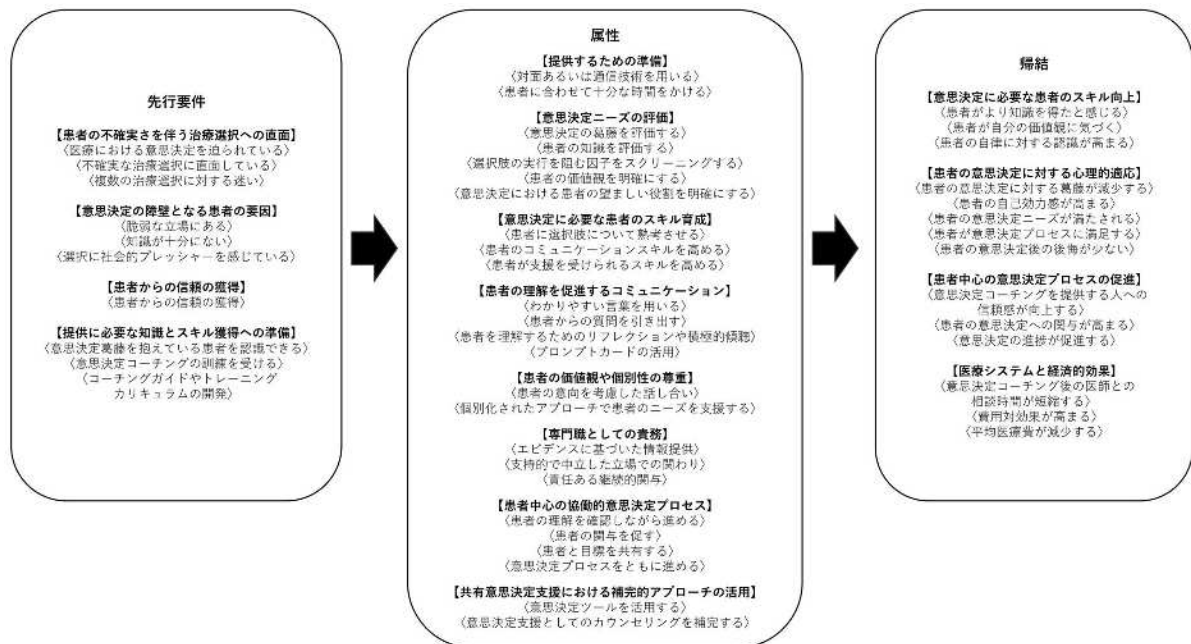 先行要件
【患者の不確実さを伴う治療選択への直面】
〈医療における意思決定を迫られている〉
〈不確実な治療選択に直面している〉
〈複数の治療選択に対する迷い〉
【意思決定の障壁となる患者の要因】
〈脆弱な立場にある〉
〈知識が十分にない〉
〈選択に社会的プレッシャーを感じている〉
【患者からの信頼の獲得】
〈患者からの信頼の獲得〉
【提供に必要な知識とスキル獲得への準備】
〈意思決定葛藤を抱えている患者を認識できる〉
〈意思決定コーチングの訓練を受ける〉
〈コーチングガイドやトレーニング
カリキュラムの開発〉
属性
【提供するための準備】
〈対面あるいは通信技術を用いる〉
〈患者に合わせて十分な時間をかける〉
【意思決定ニーズの評価】
〈意思決定の葛藤を評価する〉
〈患者の知識を評価する〉
〈選択肢の実行を阻む因子をスクリーニングする〉
〈患者の価値観を明確にする〉
〈意思決定における患者の望ましい役割を明確にする〉
【意思決定に必要な患者のスキル育成】
〈患者に選択肢について熟考させる〉
〈患者のコミュニケーションスキルを高める〉
〈患者が支援を受けられるスキルを高める〉
【患者の理解を促進するコミュニケーション】
〈わかりやすい言葉を用いる〉
〈患者からの質問を引き出す〉
〈患者を理解するためのリフレクションや積極的傾聴〉
〈プロンプトカードの活用〉
【患者の価値観や個別性の尊重】
〈患者の意向を考慮した話し合い〉
〈個別化されたアプローチで患者のニーズを支援する〉
【専門職としての責務】
〈エビデンスに基づいた情報提供〉
〈支持的で中立した立場での関わり〉
〈責任ある継続的関与〉
【患者中心の協働的意思決定プロセス】
〈患者の理解を確認しながら進める〉
〈患者の関与を促す〉
〈患者と目標を共有する〉
〈意思決定プロセスをともに進める〉
【共有意思決定支援における補完的アプローチの活用】
〈意思決定ツールを活用する〉
〈意思決定支援としてのカウンセリングを補完する〉
帰結
【意思決定に必要な患者のスキル向上】
〈患者がより知識を得たと感じる〉
〈患者が自分の価値観に気づく〉
〈患者の自律に対する認識が高まる〉
【患者の意思決定に対する心理的適応】
〈患者の意思決定に対する葛藤が減少する〉
〈患者の自己効力感が高まる〉
〈患者の意思決定ニーズが満たされる〉
〈患者が意思決定プロセスに満足する〉
〈患者の意思決定後の後悔が少ない〉
【患者中心の意思決定プロセスの促進】
〈意思決定コーチングを提供する人への
信頼感が向上する〉
〈患者の意思決定への関与が高まる〉
〈意思決定の進捗が促進する〉
【医療システムと経済的効果】
〈意思決定コーチング後の医師との
相談時間が短縮する〉
〈費用対効果が高まる〉
〈平均医療費が減少する〉